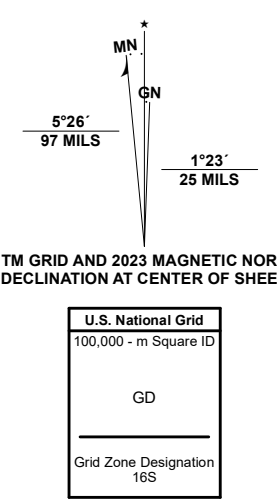 MN
GN
5°26´
97 MILS
1°23´
25 MILS
TM GRID AND 2023 MAGNETIC NOR
DECLINATION AT CENTER OF SHEE
U.S. National Grid
100,000 - m Square ID
GD
Grid Zone Designation
16S